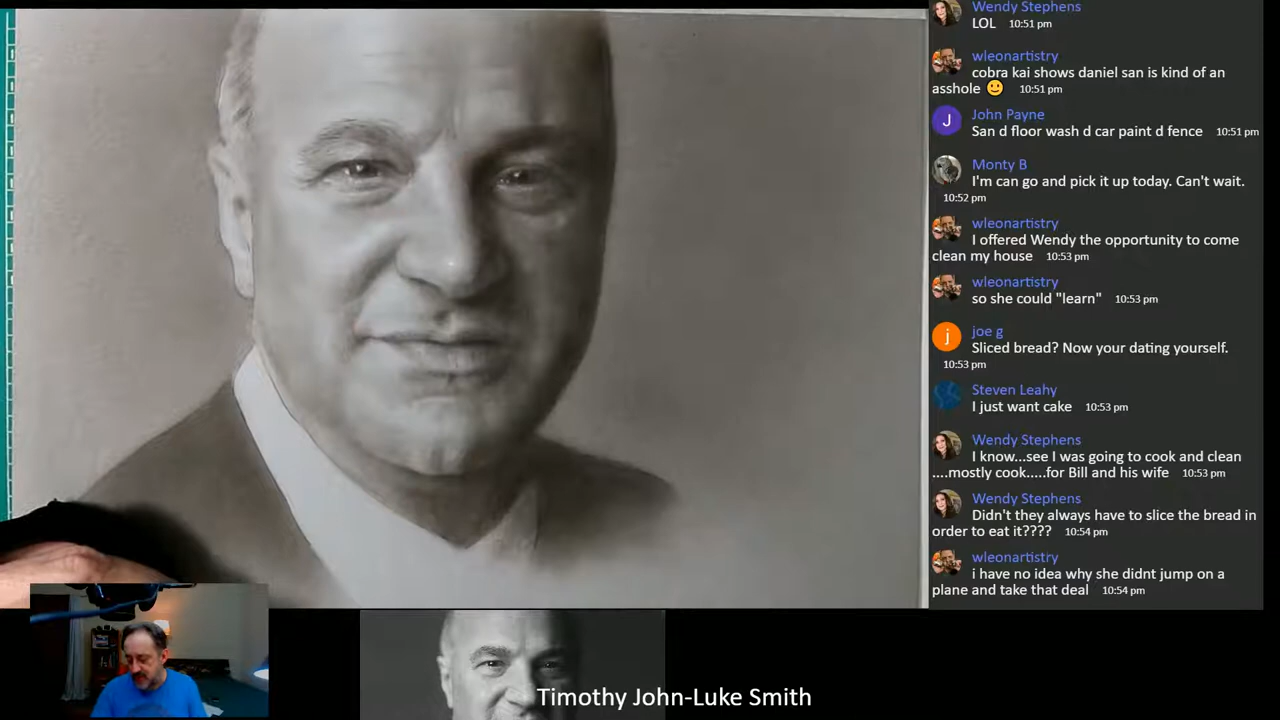 Wendy Stephens
LOL 10:51 pm
wleonartistry
cobra kai shows daniel san is kind of an
asshole 🙂 10:51 pm
J
John Payne
San d floor wash d car paint d fence 10:51 pm
Monty B
I'm can go and pick it up today. Can't wait.
10:52 pm
wleonartistry
I offered Wendy the opportunity to come
clean my house 10:53 pm
wleonartistry
so she could "learn" 10:53 pm
j
joe g
Sliced bread? Now your dating yourself.
10:53 pm
Steven Leahy
I just want cake 10:53 pm
Wendy Stephens
I know...see I was going to cook and clean
....mostly cook.....for Bill and his wife 10:53 pm
Wendy Stephens
Didn't they always have to slice the bread in
order to eat it???? 10:54 pm
wleonartistry
i have no idea why she didnt jump on a
plane and take that deal 10:54 pm
Timothy John-Luke Smith